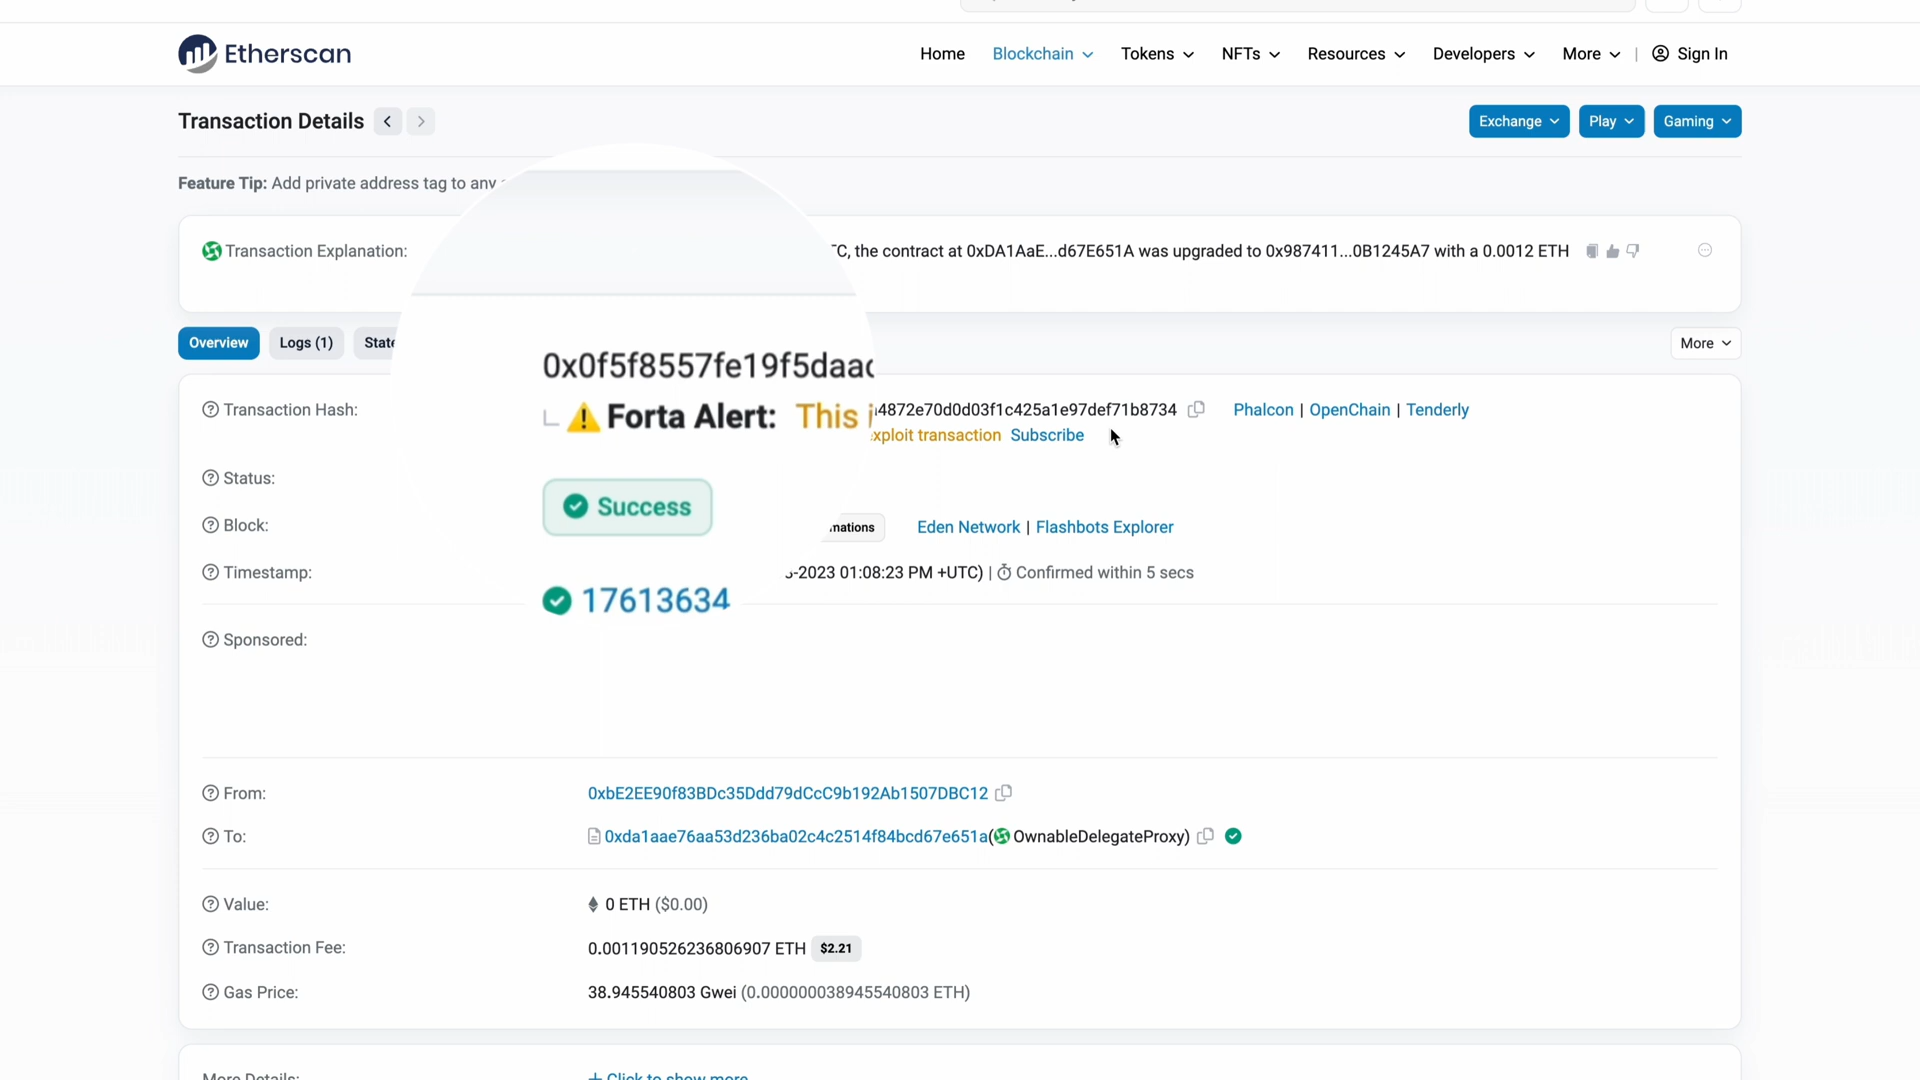 Etherscan
Home Blockchain Tokens NFTs Resources Developers More | Sign In
Transaction Details
Exchange Play Gaming
Feature Tip: Add private address tag to any
Transaction Explanation: C, the contract at 0xDA1AaE...d67E651A was upgraded to 0x987411...0B1245A7 with a 0.0012 ETH
Overview Logs (1) State
More
Transaction Hash: 0x0f5f8557fe19f5daa 4872e70d0d03f1c425a1e97def71b8734 Phalcon | OpenChain | Tenderly
Forta Alert: This exploit transaction Subscribe
Status: Success
Block: 17613634 mations Eden Network | Flashbots Explorer
Timestamp: -2023 01:08:23 PM +UTC) | Confirmed within 5 secs
Sponsored:
From: 0xbE2EE90f83BDc35Ddd79dCcC9b192Ab1507DBC12
To: 0xda1aae76aa53d236ba02c4c2514f84bcd67e651a( OwnableDelegateProxy)
Value: 0 ETH ($0.00)
Transaction Fee: 0.001190526236806907 ETH $2.21
Gas Price: 38.945540803 Gwei (0.000000038945540803 ETH)
More Details: + Click to show more